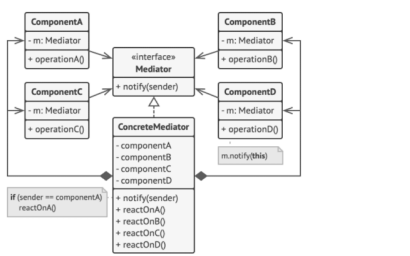 ComponentA
- m: Mediator
+ operationA()
ComponentB
- m: Mediator
+ operationB()
«interface»
Mediator
+ notify(sender)
ComponentC
- m: Mediator
+ operationC()
ComponentD
- m: Mediator
+ operationD()
ConcreteMediator
- componentA
- componentB
- componentC
- componentD
+ notify(sender)
+ reactOnA()
+ reactOnB()
+ reactOnC()
+ reactOnD()
m.notify(this)
if (sender == componentA)
reactOnA()